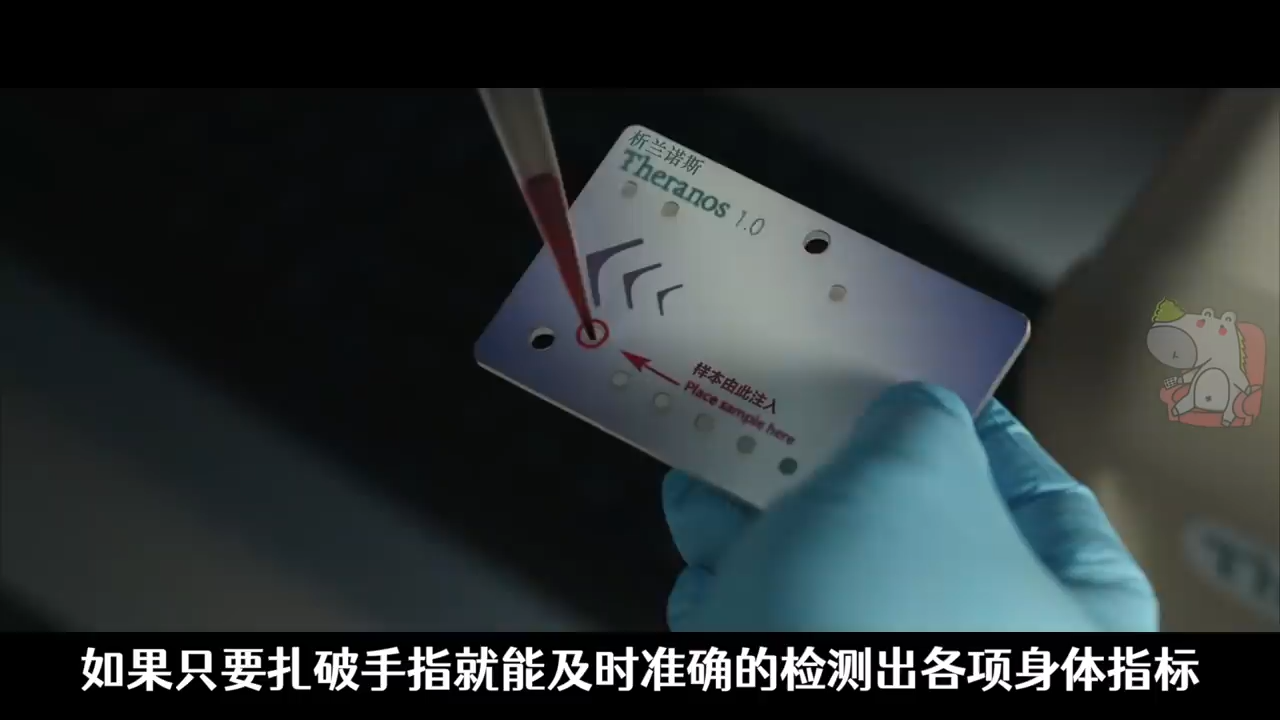 析兰诺斯
Theranos 1.0
样本由此注入
Place sample here
如果只要扎破手指就能及时准确的检测出各项身体指标